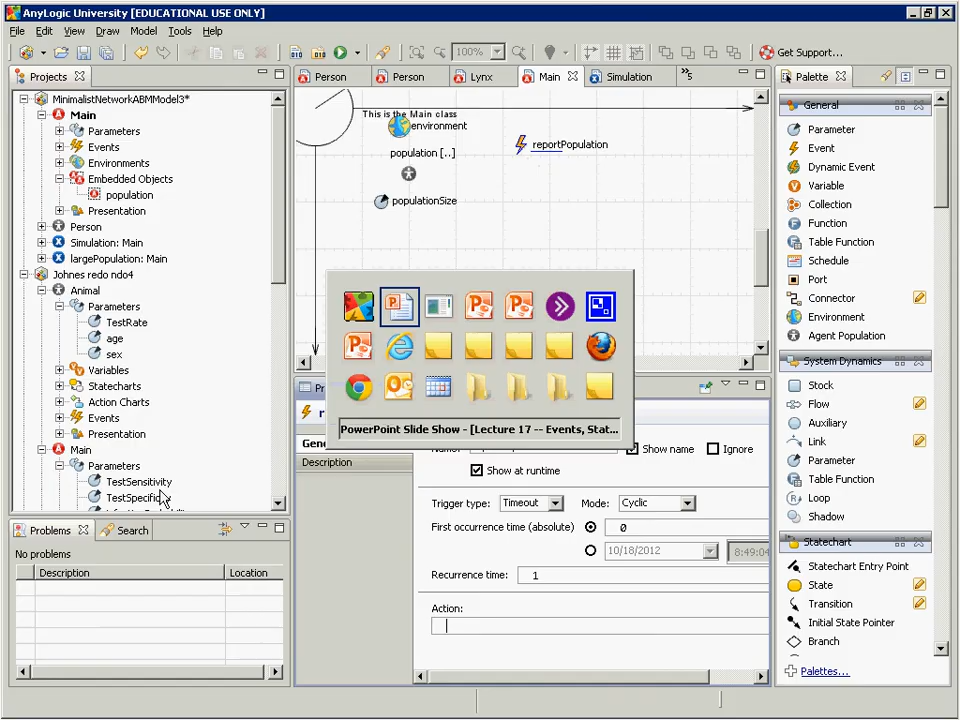 AnyLogic University [EDUCATIONAL USE ONLY]
File Edit View Draw Model Tools Help
100% Get Support...
Projects
Person Person Lynx Main Simulation »5
Palette
MinimalistNetworkABMModel3*
Main
Parameters
Events
Environments
Embedded Objects
population
Presentation
Person
Simulation: Main
largePopulation: Main
Johnes redo ndo4
Animal
Parameters
TestRate
age
sex
Variables
Statecharts
Action Charts
Events
Presentation
Main
Parameters
TestSensitivity
This is the Main class
environment
population [..]
reportPopulation
populationSize
PowerPoint Slide Show - [Lecture 17 -- Events, Stat...
Description
Show name Ignore
Show at runtime
Trigger type: Timeout Mode: Cyclic
First occurrence time (absolute) 0
10/18/2012 8:49:04
Recurrence time: 1
Action:
General
Parameter
Event
Dynamic Event
Variable
Collection
Function
Table Function
Schedule
Port
Connector
Environment
Agent Population
System Dynamics
Stock
Flow
Auxiliary
Link
Parameter
Table Function
Loop
Shadow
Statechart
Statechart Entry Point
State
Transition
Initial State Pointer
Branch
Palettes...
Problems Search
No problems
Description Location